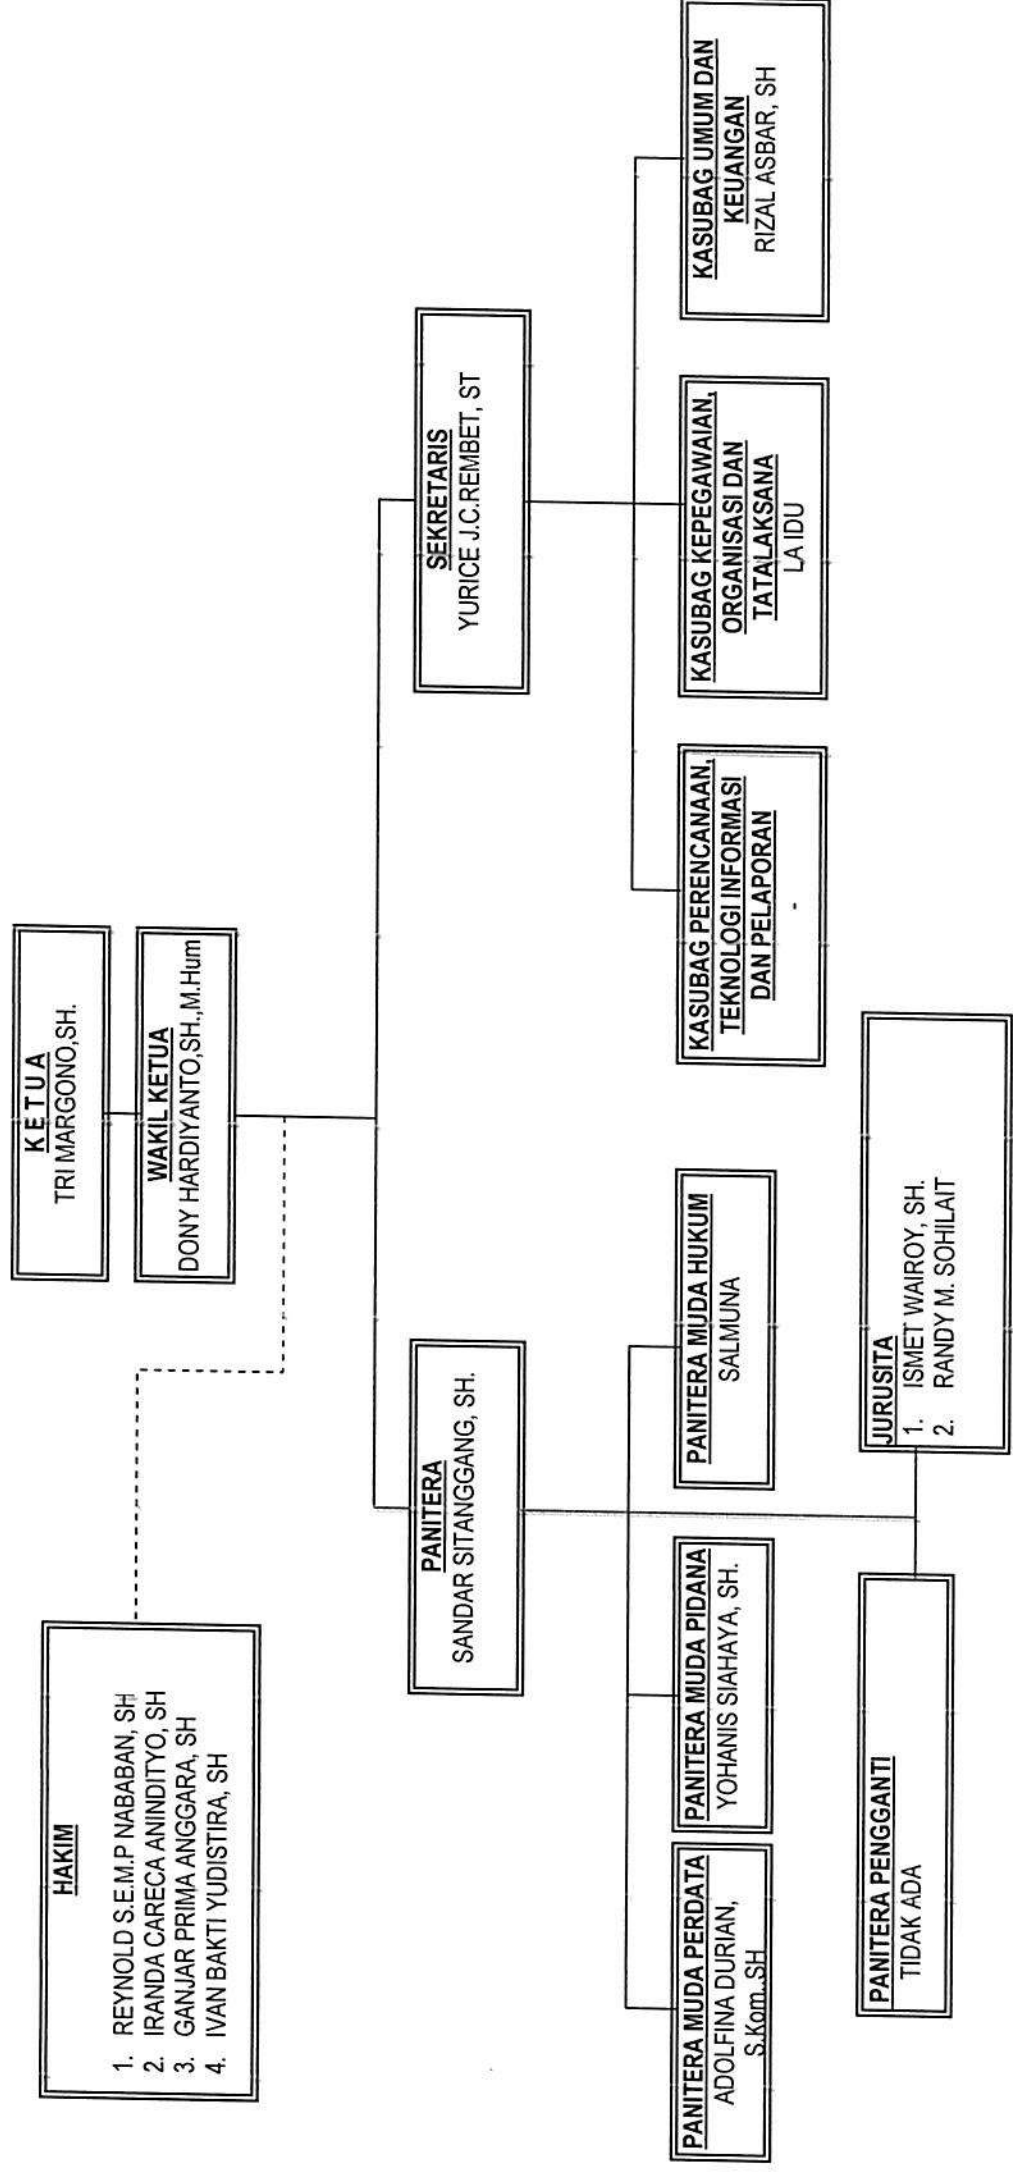 K E T U A
TRI MARGONO,SH.
WAKIL KETUA
DONY HARDIYANTO,SH.,M.Hum
HAKIM
1. REYNOLD S.E.M.P NABABAN, SH
2. IRANDA CARECA ANINDITYO, SH
3. GANJAR PRIMA ANGGARA, SH
4. IVAN BAKTI YUDISTIRA, SH
PANITERA
SANDAR SITANGGANG, SH.
SEKRETARIS
YURICE J.C.REMBET, ST
PANITERA MUDA PERDATA
ADOLFINA DURIAN,
S.Kom.,SH
PANITERA MUDA PIDANA
YOHANIS SIAHAYA, SH.
PANITERA MUDA HUKUM
SALMUNA
KASUBAG PERENCANAAN,
TEKNOLOGI INFORMASI
DAN PELAPORAN
-
KASUBAG KEPEGAWAIAN,
ORGANISASI DAN
TATALAKSANA
LA IDU
KASUBAG UMUM DAN
KEUANGAN
RIZAL ASBAR, SH
PANITERA PENGGANTI
TIDAK ADA
JURUSITA
1. ISMET WAIROY, SH.
2. RANDY M. SOHILAIT